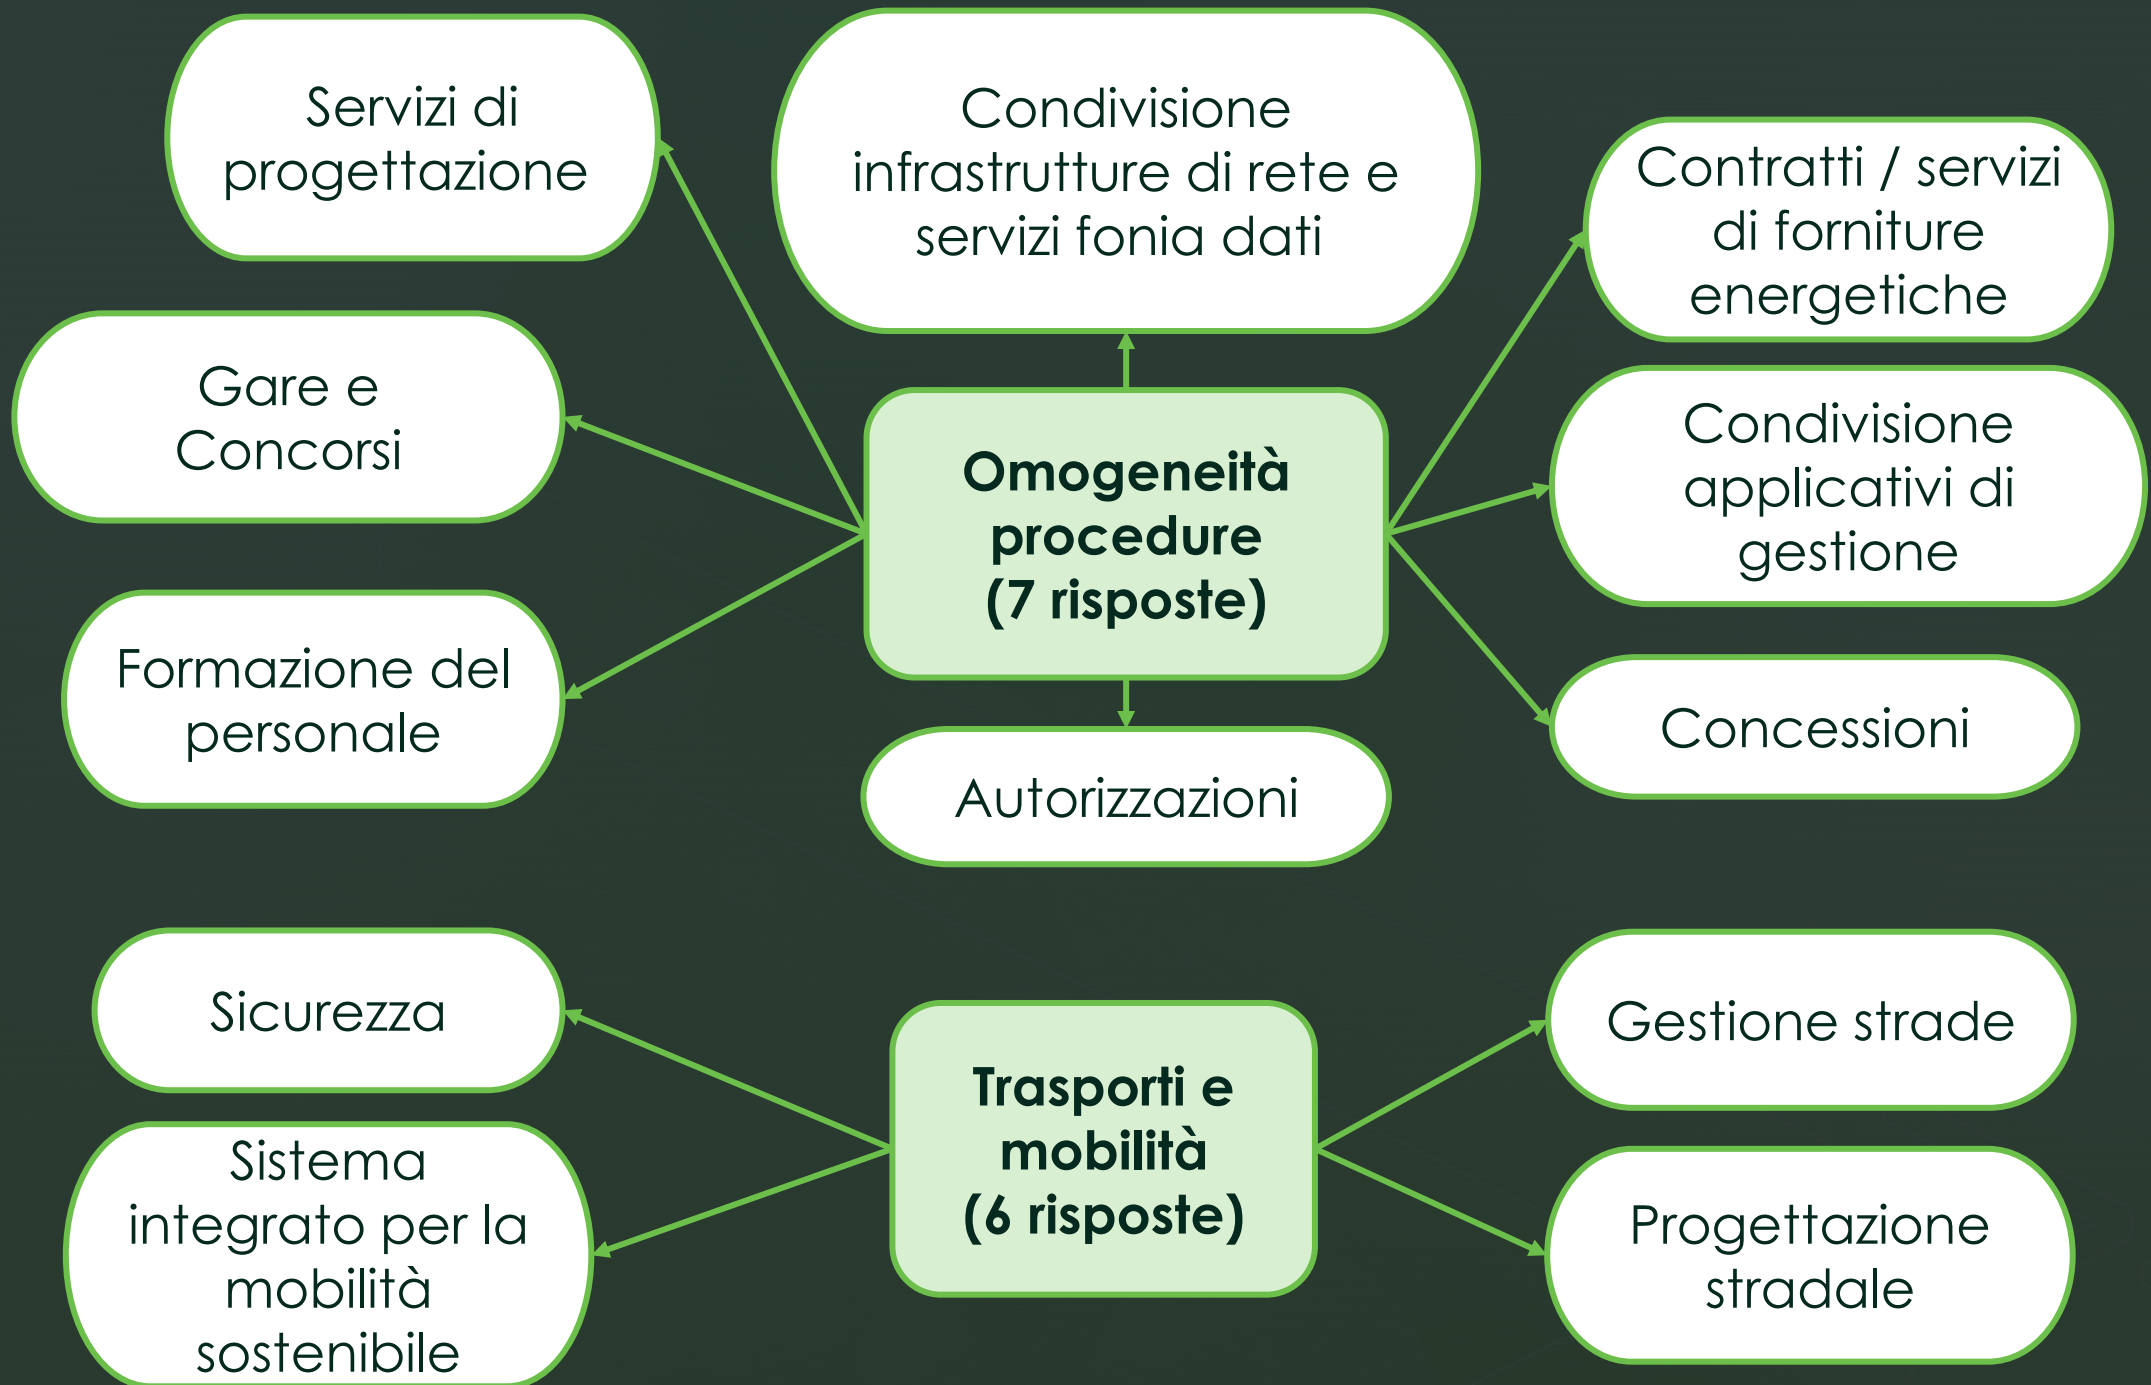 Servizi di
progettazione
Condivisione
infrastrutture di rete e
servizi fonia dati
Contratti / servizi
di forniture
energetiche
Gare e
Concorsi
Omogeneità
procedure
(7 risposte)
Condivisione
applicativi di
gestione
Formazione del
personale
Autorizzazioni
Concessioni
Sicurezza
Trasporti e
mobilità
(6 risposte)
Gestione strade
Sistema
integrato per la
mobilità
sostenibile
Progettazione
stradale